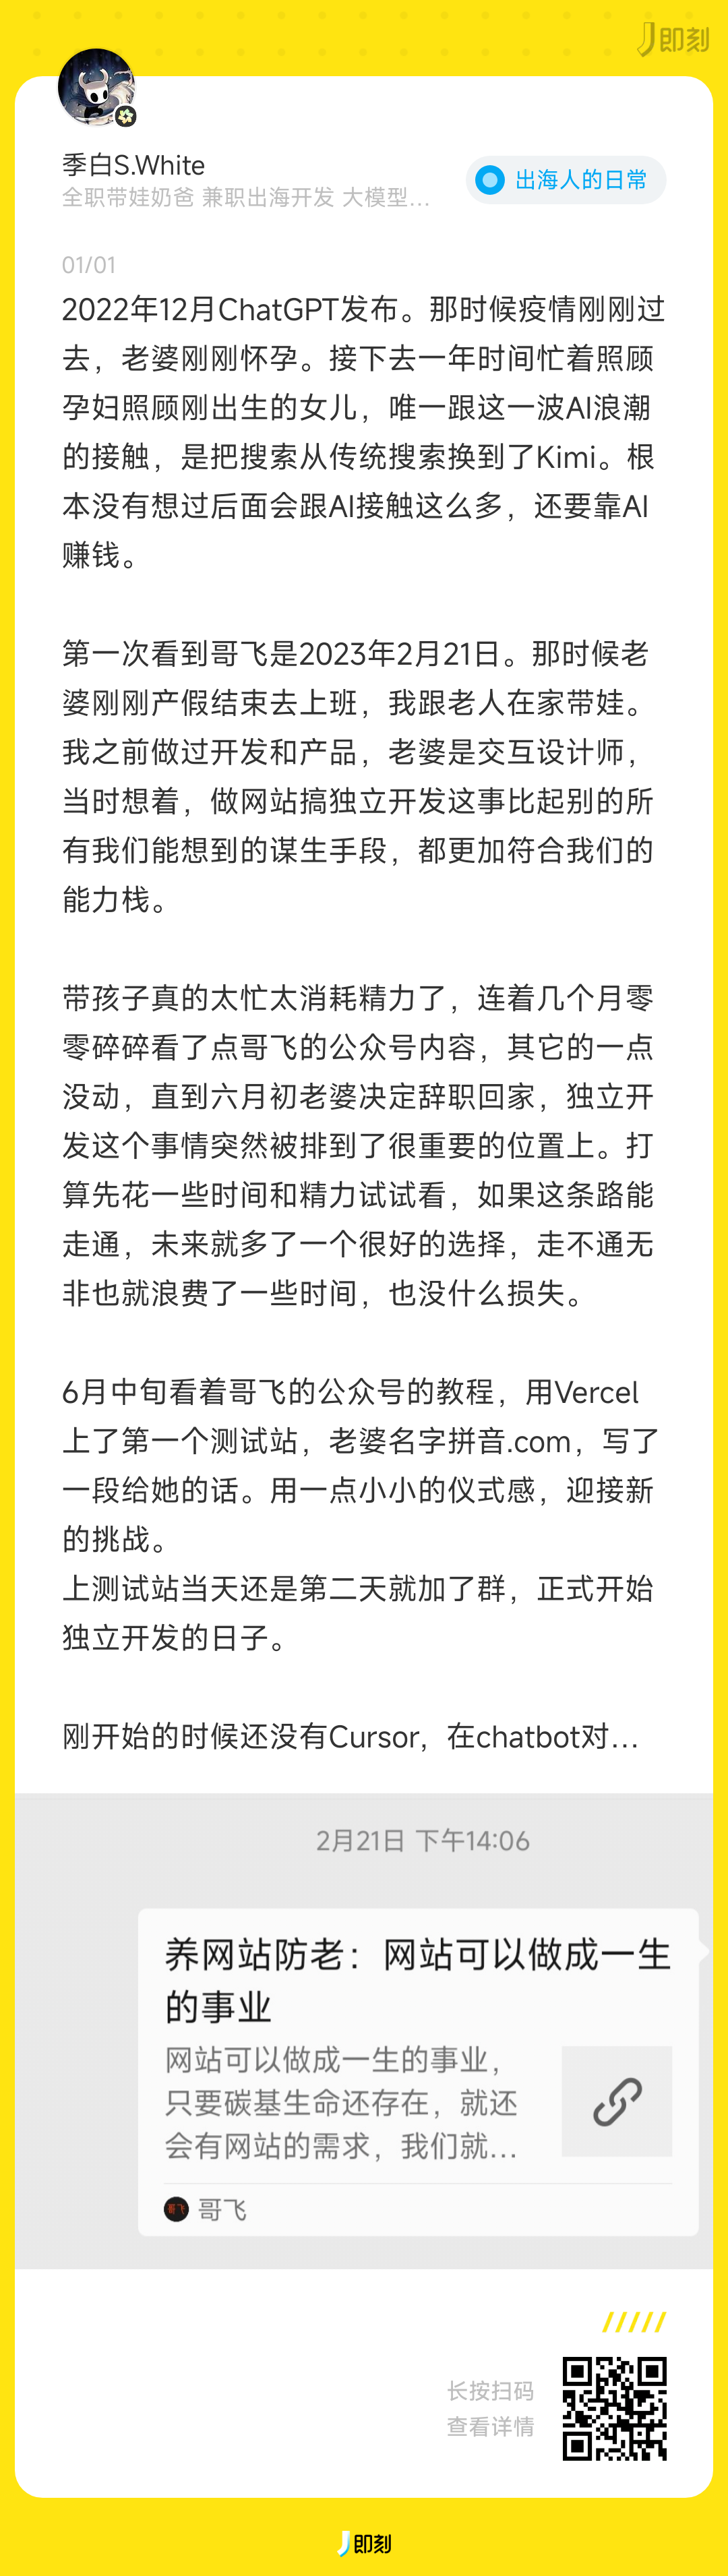 即刻
季白S.White
全职带娃奶爸 兼职出海开发 大模型...
出海人的日常
01/01
2022年12月ChatGPT发布。那时候疫情刚刚过
去，老婆刚刚怀孕。接下去一年时间忙着照顾
孕妇照顾刚出生的女儿，唯一跟这一波AI浪潮
的接触，是把搜索从传统搜索换到了Kimi。根
本没有想过后面会跟AI接触这么多，还要靠AI
赚钱。
第一次看到哥飞是2023年2月21日。那时候老
婆刚刚产假结束去上班，我跟老人在家带娃。
我之前做过开发和产品，老婆是交互设计师，
当时想着，做网站搞独立开发这事比起别的所
有我们能想到的谋生手段，都更加符合我们的
能力栈。
带孩子真的太忙太消耗精力了，连着几个月零
零碎碎看了点哥飞的公众号内容，其它的一点
没动，直到六月初老婆决定辞职回家，独立开
发这个事情突然被排到了很重要的位置上。打
算先花一些时间和精力试试看，如果这条路能
走通，未来就多了一个很好的选择，走不通无
非也就浪费了一些时间，也没什么损失。
6月中旬看着哥飞的公众号的教程，用Vercel
上了第一个测试站，老婆名字拼音.com，写了
一段给她的话。用一点小小的仪式感，迎接新
的挑战。
上测试站当天还是第二天就加了群，正式开始
独立开发的日子。
刚开始的时候还没有Cursor，在chatbot对...
2月21日 下午14:06
养网站防老：网站可以做成一生
的事业
网站可以做成一生的事业，
只要碳基生命还存在，就还
会有网站的需求，我们就...
哥飞
哥飞
长按扫码
查看详情
即刻